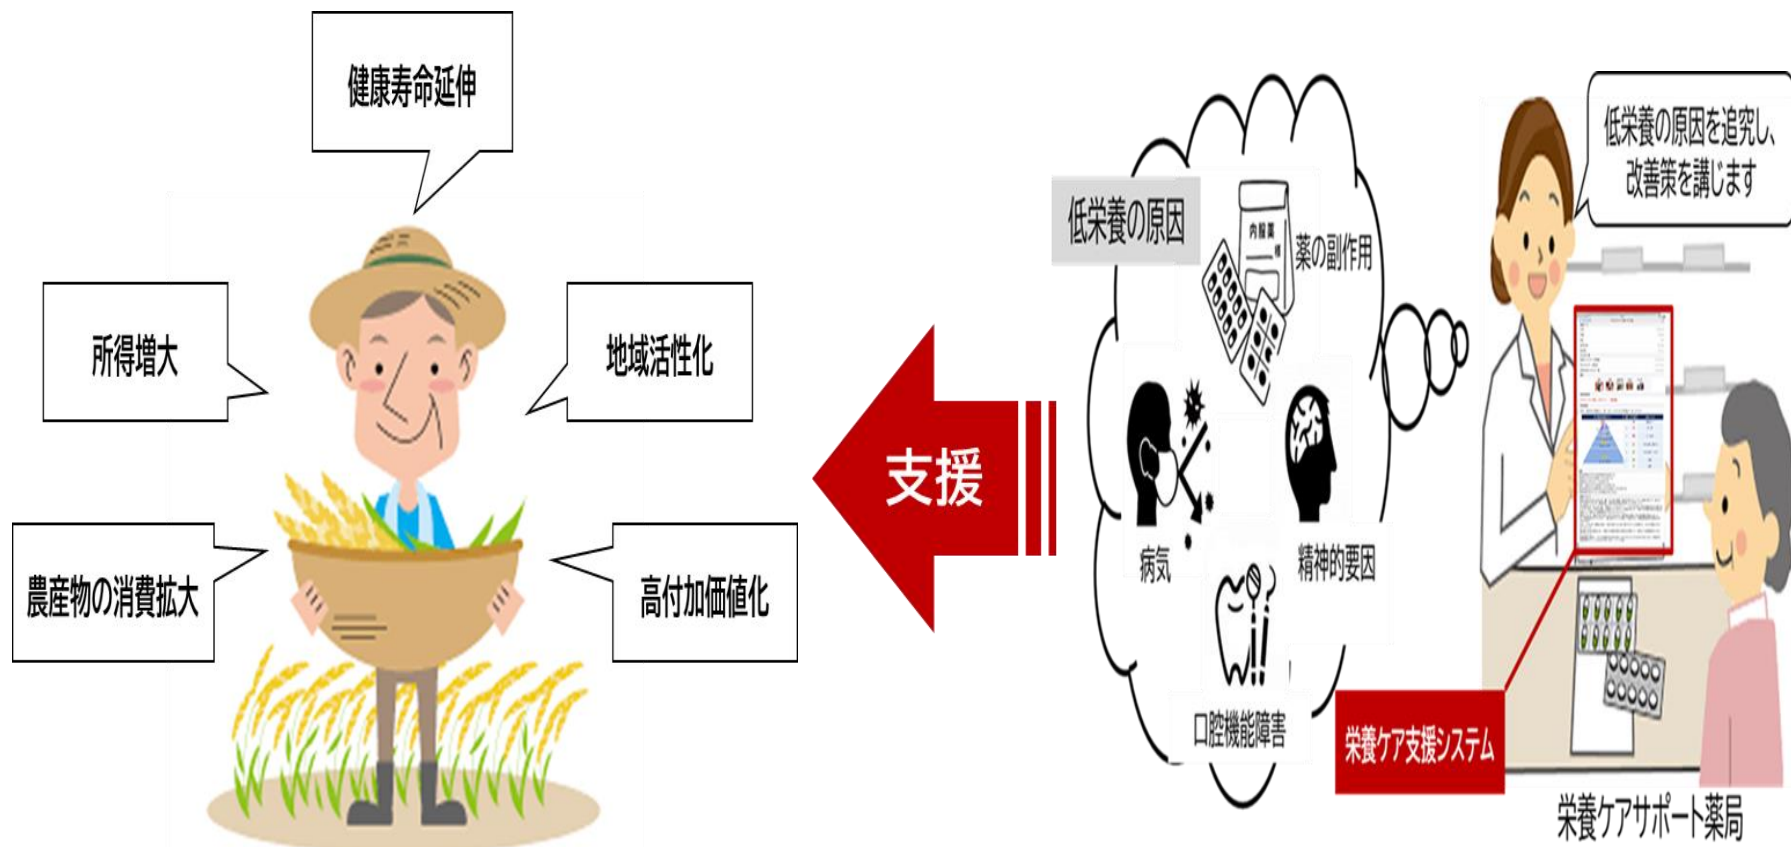 健康寿命延伸
所得増大
地域活性化
農産物の消費拡大
高付加価値化
支援
低栄養の原因
内服薬
様
薬の副作用
病気
精神的要因
口腔機能障害
低栄養の原因を追究し、
改善策を講じます
栄養ケア支援システム
栄養ケアサポート薬局